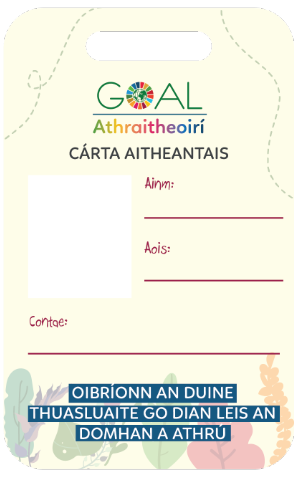 GOAL
Athraitheoirí
CÁRTA AITHEANTAIS
Ainm:
Aois:
Contae:
OIBRÍONN AN DUINE
THUASLUAITE GO DIAN LEIS AN
DOMHAN A ATHRÚ